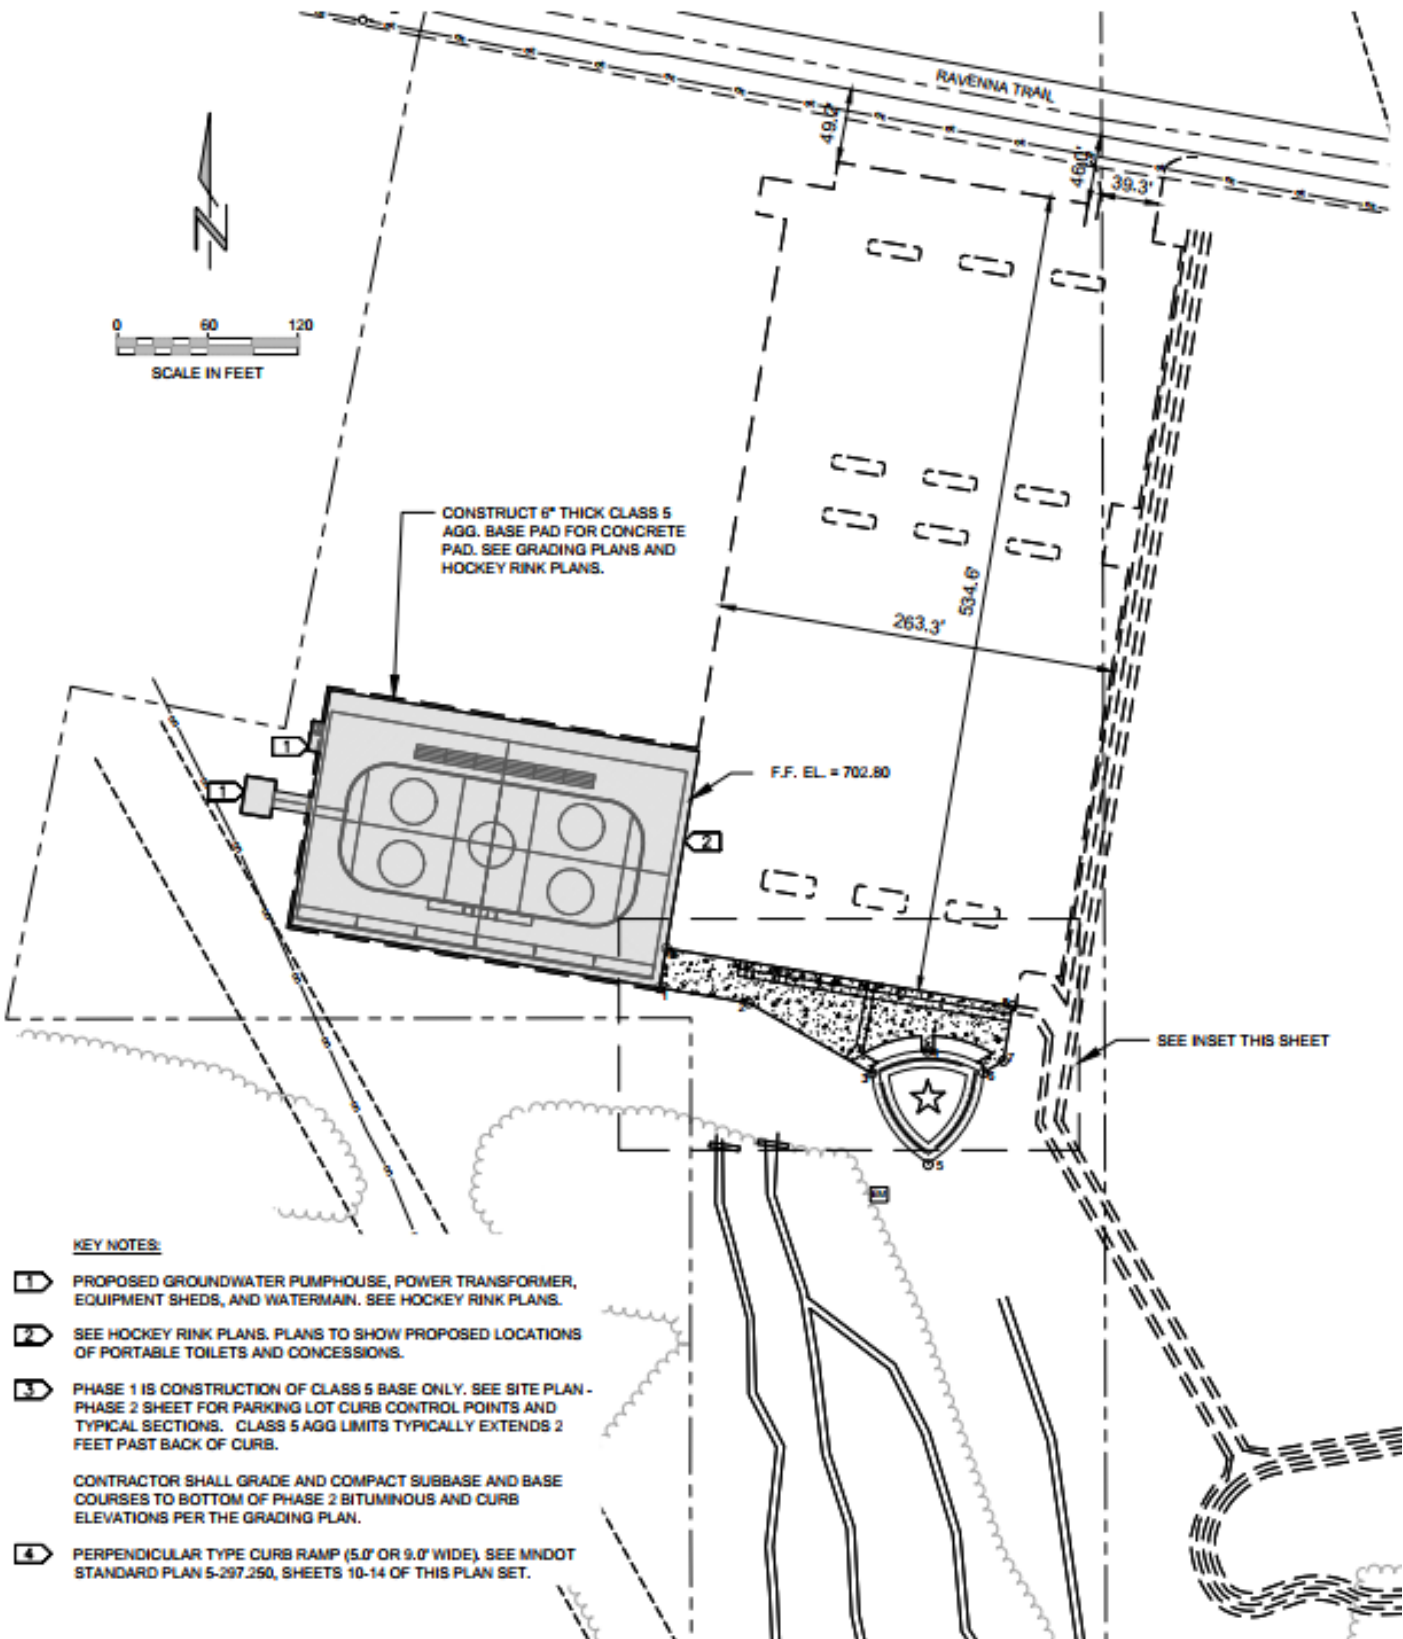 RAVENNA TRAIL
49.0'
46.0'
39.3'
N
0 60 120
SCALE IN FEET
CONSTRUCT 6" THICK CLASS 5
AGG. BASE PAD FOR CONCRETE
PAD. SEE GRADING PLANS AND
HOCKEY RINK PLANS.
534.6'
263.3'
1
1
F.F. EL. = 702.80
2
SEE INSET THIS SHEET
1
2
3
5
6
7
KEY NOTES:
1 PROPOSED GROUNDWATER PUMPHOUSE, POWER TRANSFORMER,
EQUIPMENT SHEDS, AND WATERMAIN. SEE HOCKEY RINK PLANS.
2 SEE HOCKEY RINK PLANS. PLANS TO SHOW PROPOSED LOCATIONS
OF PORTABLE TOILETS AND CONCESSIONS.
3 PHASE 1 IS CONSTRUCTION OF CLASS 5 BASE ONLY. SEE SITE PLAN -
PHASE 2 SHEET FOR PARKING LOT CURB CONTROL POINTS AND
TYPICAL SECTIONS. CLASS 5 AGG LIMITS TYPICALLY EXTENDS 2
FEET PAST BACK OF CURB.
CONTRACTOR SHALL GRADE AND COMPACT SUBBASE AND BASE
COURSES TO BOTTOM OF PHASE 2 BITUMINOUS AND CURB
ELEVATIONS PER THE GRADING PLAN.
4 PERPENDICULAR TYPE CURB RAMP (5.0' OR 9.0' WIDE). SEE MNDOT
STANDARD PLAN 5-297.250, SHEETS 10-14 OF THIS PLAN SET.